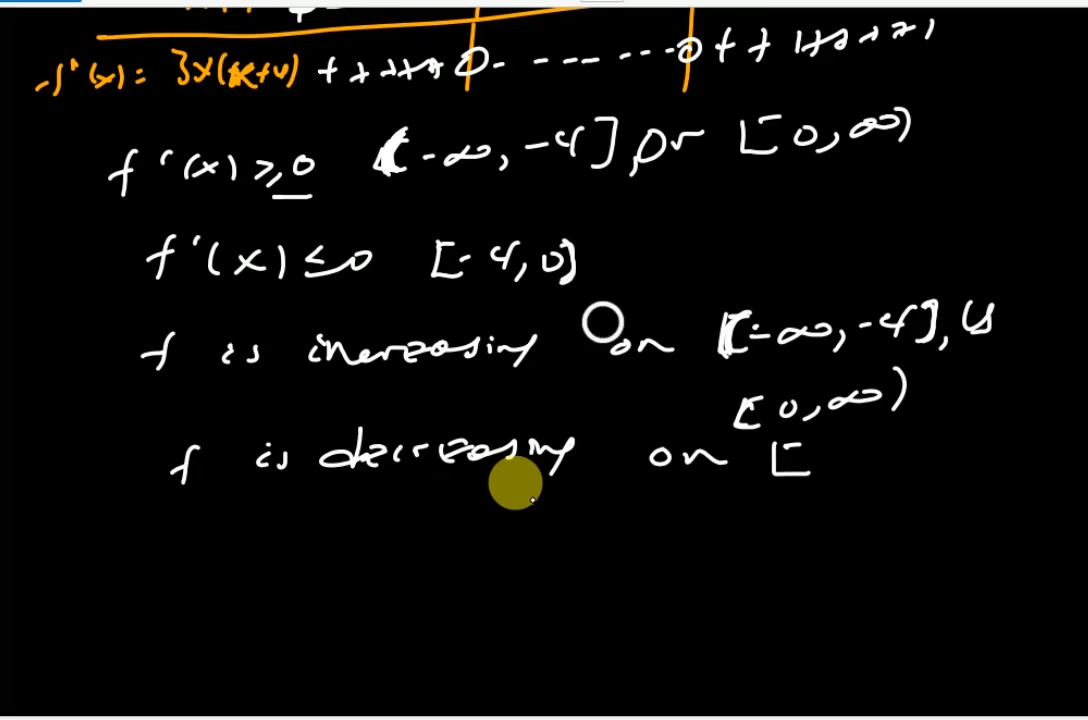 f'(x) = 3x(x+4) + + + + + 0 - - - - - - - - 0 + + + + + + +
f'(x) ≥ 0 (-∞, -4], or [0, ∞)
f'(x) ≤ 0 [-4, 0]
f is increasing on (-∞, -4], U
[0, ∞)
f is decreasing on [